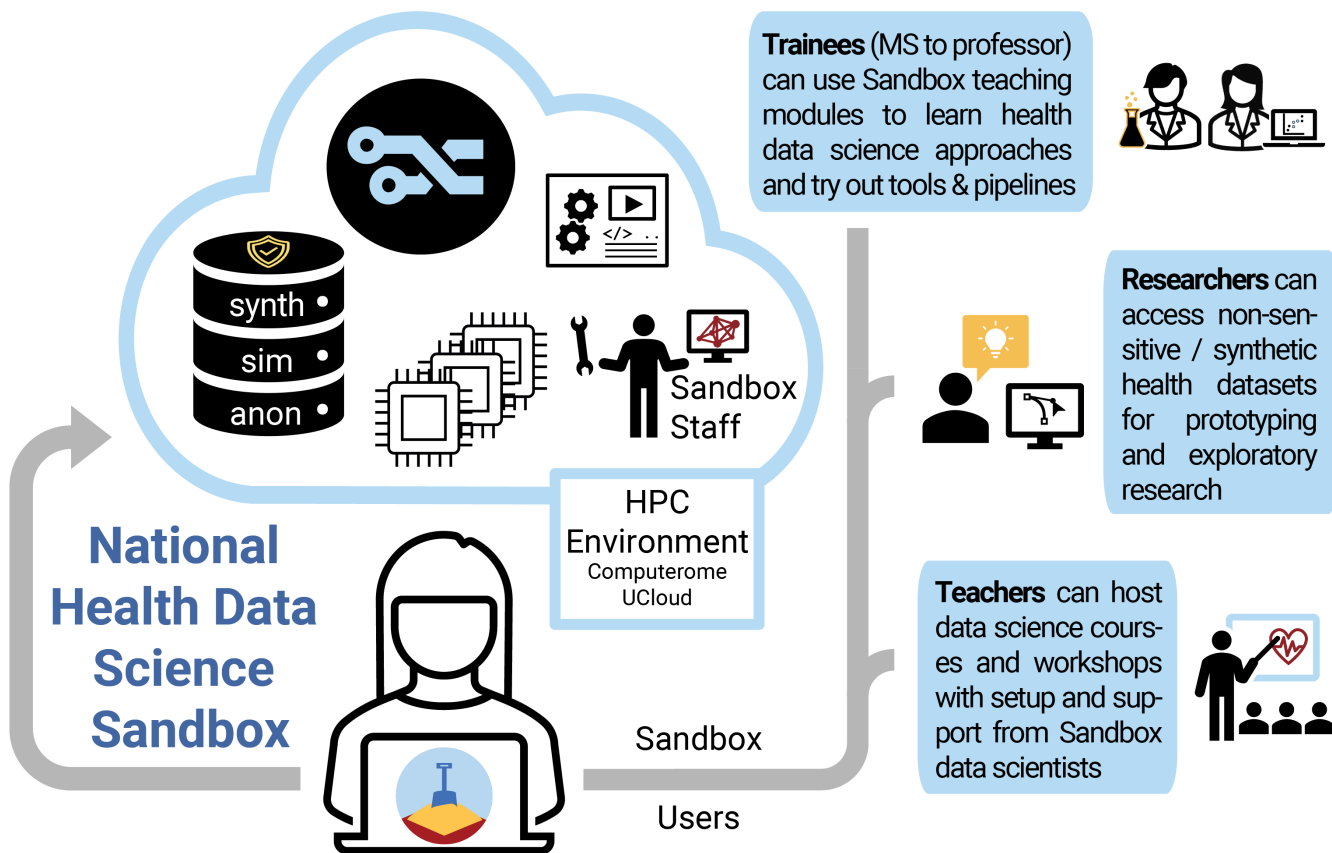 Trainees (MS to professor)
can use Sandbox teaching
modules to learn health
data science approaches
and try out tools & pipelines
</>
synth
sim
anon
Sandbox
Staff
Researchers can
access non-sen-
sitive / synthetic
health datasets
for prototyping
and exploratory
research
HPC
Environment
Computerome
UCloud
National
Health Data
Science
Sandbox
Teachers can host
data science cours-
es and workshops
with setup and sup-
port from Sandbox
data scientists
Sandbox
Users